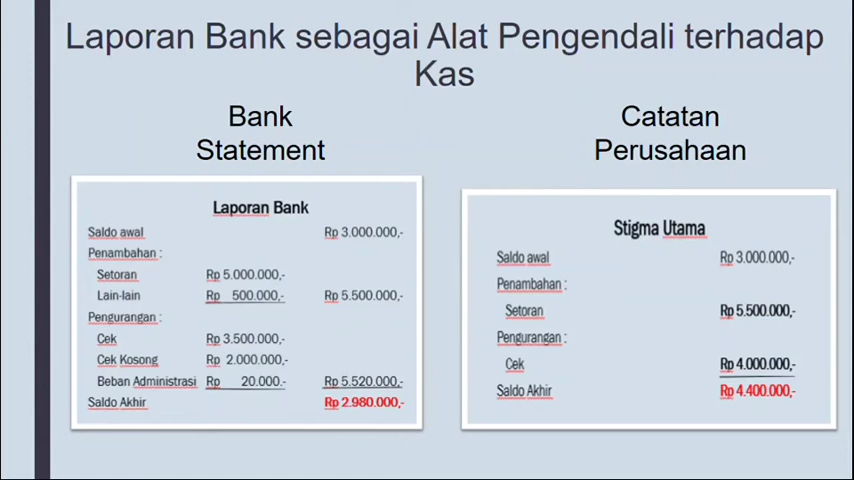 Laporan Bank sebagai Alat Pengendali terhadap
Kas
Bank
Statement
Laporan Bank
Saldo awal Rp 3.000.000,-
Penambahan :
Setoran Rp 5.000.000,-
Lain-lain Rp 500.000,- Rp 5.500.000,-
Pengurangan :
Cek Rp 3.500.000,-
Cek Kosong Rp 2.000.000,-
Beban Administrasi Rp 20.000.- Rp 5.520.000,-
Saldo Akhir Rp 2.980.000,-
Catatan
Perusahaan
Stigma Utama
Saldo awal Rp 3.000.000,-
Penambahan :
Setoran Rp 5.500.000,-
Pengurangan :
Cek Rp 4.000.000,-
Saldo Akhir Rp 4.400.000,-